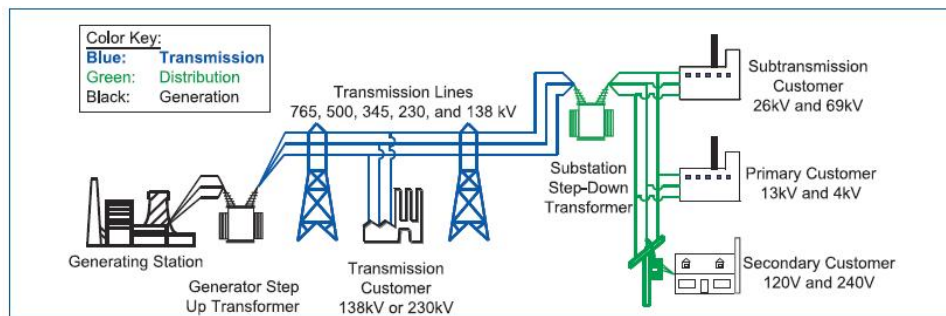 Color Key:
Blue: Transmission
Green: Distribution
Black: Generation
Transmission Lines
765, 500, 345, 230, and 138 kV
Subtransmission
Customer
26kV and 69kV
Substation
Step-Down
Transformer
Primary Customer
13kV and 4kV
Generating Station
Generator Step
Up Transformer
Transmission
Customer
138kV or 230kV
Secondary Customer
120V and 240V